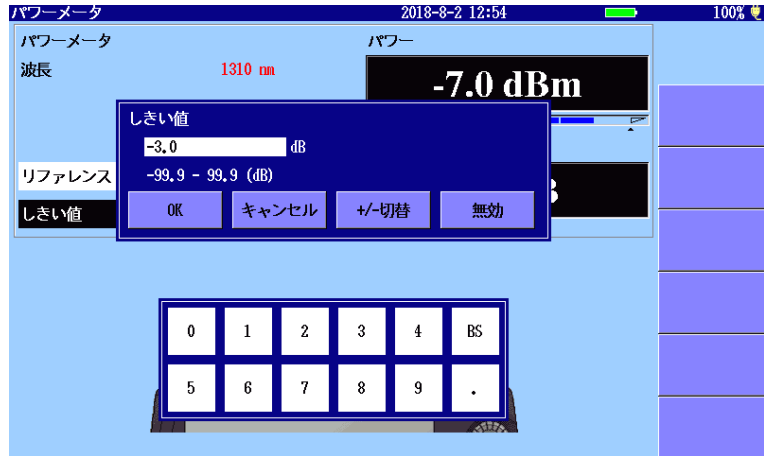 パワーメータ 2018-8-2 12:54 100%
パワーメータ パワー
波長 1310 nm
-7.0 dBm
しきい値
-3.0 dB
リファレンス -99.9 - 99.9 (dB)
しきい値 OK キャンセル +/-切替 無効
0 1 2 3 4 BS
5 6 7 8 9 .